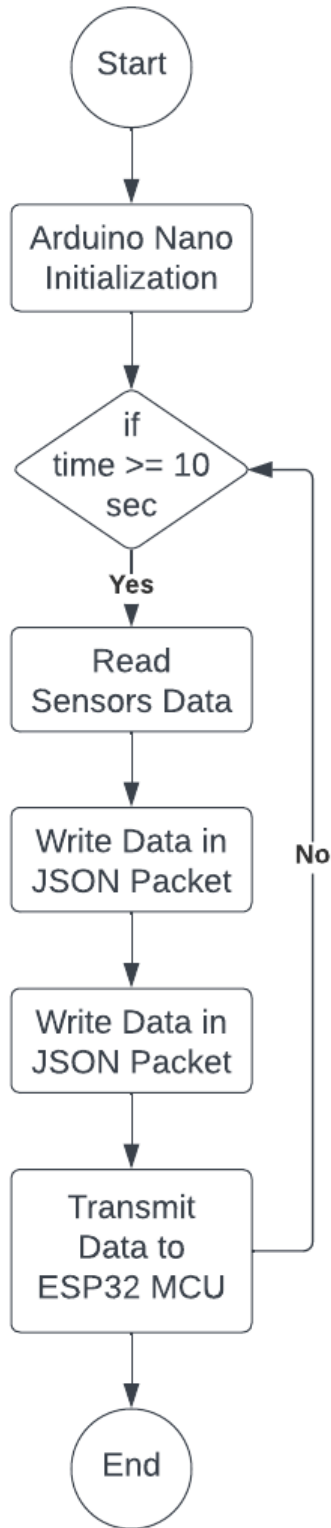 Start
Arduino Nano
Initialization
if
time >= 10
sec
Yes
Read
Sensors Data
Write Data in
JSON Packet
No
Write Data in
JSON Packet
Transmit
Data to
ESP32 MCU
End